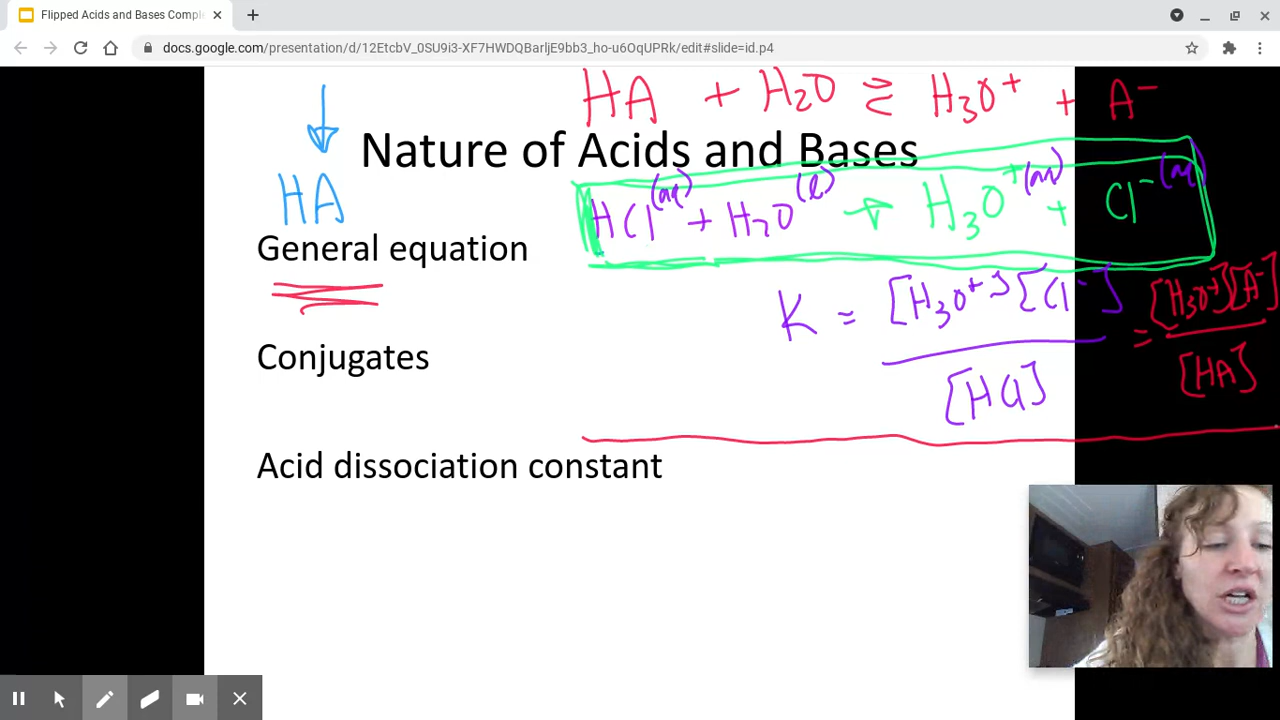 Flipped Acids and Bases Compl
docs.google.com/presentation/d/12EtcbV_0SU9i3-XF7HWDQBarljE9bb3_ho-u6OqUPRk/edit#slide=id.p4
HA + H2O ⇄ H3O+ + A-
Nature of Acids and Bases
HA
HCl(aq) + H2O(l) → H3O+(aq) + Cl-(aq)
General equation
K = [H3O+][Cl-] / [HCl] = [H3O+][A-] / [HA]
Conjugates
Acid dissociation constant